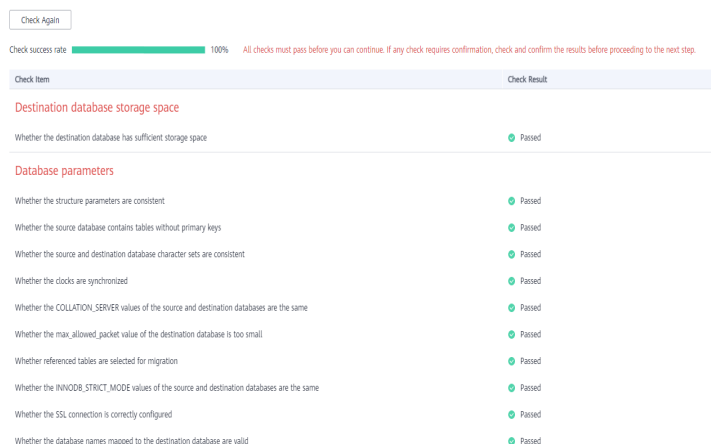 Check Again
Check success rate 100% All checks must pass before you can continue. If any check requires confirmation, check and confirm the results before proceeding to the next step.
Check Item Check Result
Destination database storage space
Whether the destination database has sufficient storage space Passed
Database parameters
Whether the structure parameters are consistent Passed
Whether the source database contains tables without primary keys Passed
Whether the source and destination database character sets are consistent Passed
Whether the clocks are synchronized Passed
Whether the COLLATION_SERVER values of the source and destination databases are the same Passed
Whether the max_allowed_packet value of the destination database is too small Passed
Whether referenced tables are selected for migration Passed
Whether the INNODB_STRICT_MODE values of the source and destination databases are the same Passed
Whether the SSL connection is correctly configured Passed
Whether the database names mapped to the destination database are valid Passed